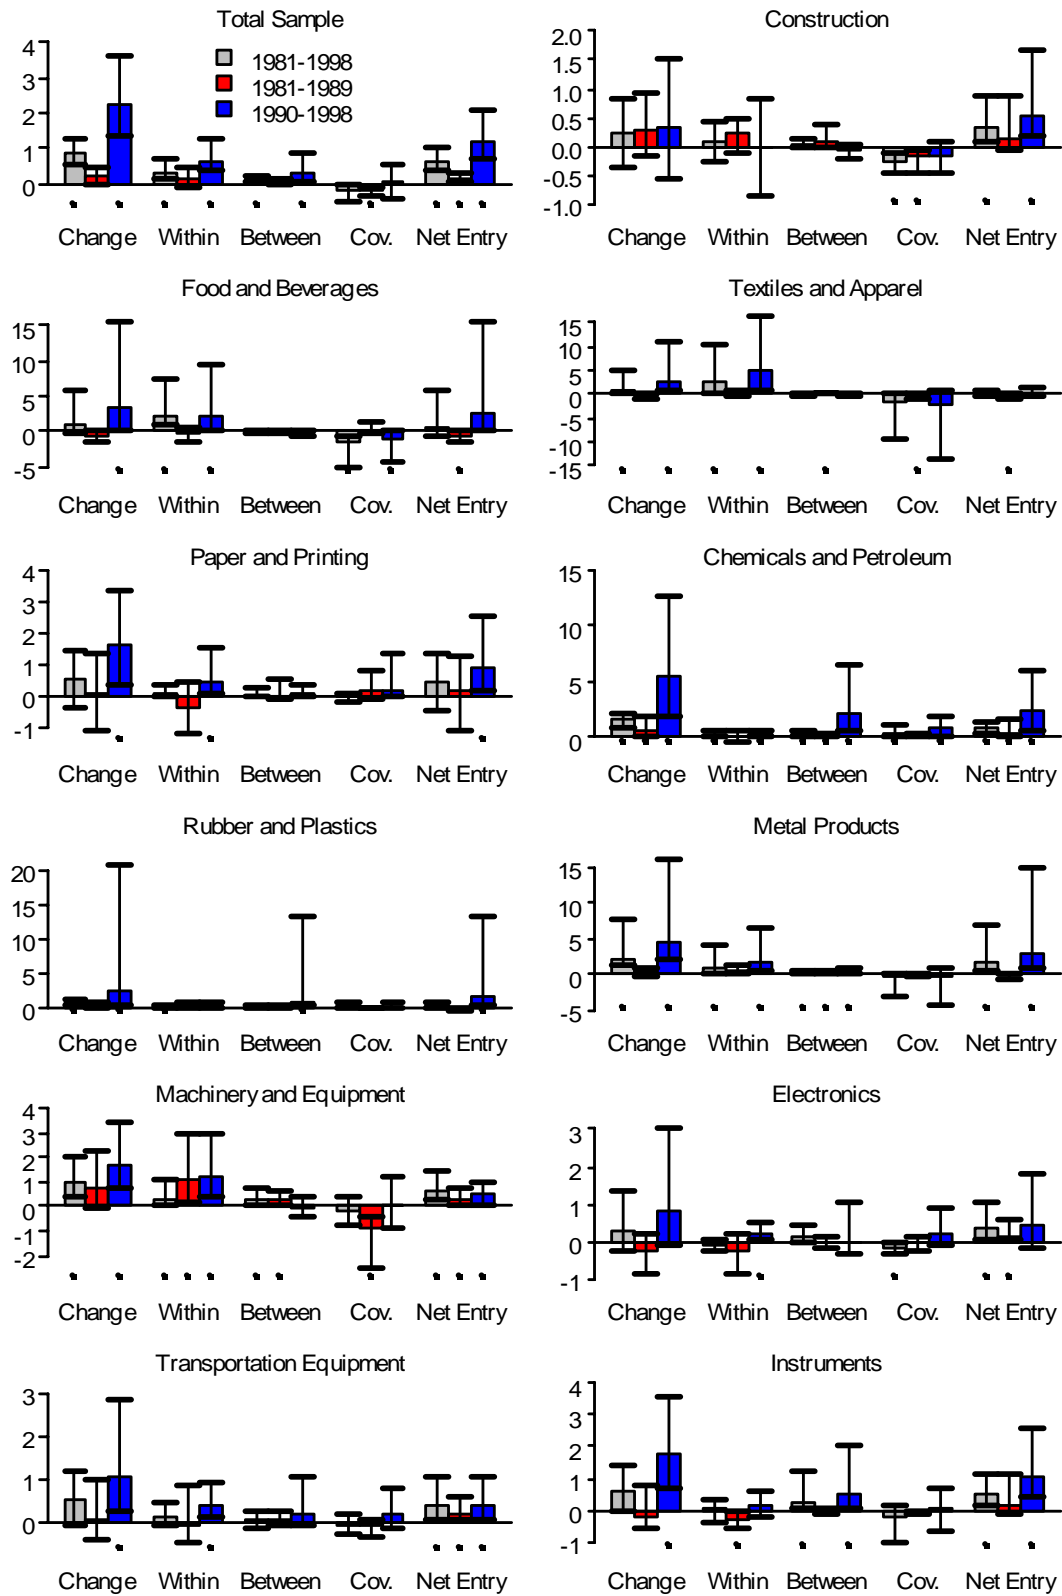 Total Sample
4
3
2
1
0
1981-1998
1981-1989
1990-1998
Change Within Between Cov. Net Entry
Construction
2.0
1.5
1.0
0.5
0.0
-0.5
-1.0
Change Within Between Cov. Net Entry
Food and Beverages
15
10
5
0
-5
Change Within Between Cov. Net Entry
Textiles and Apparel
15
10
5
0
-5
-10
-15
Change Within Between Cov. Net Entry
Paper and Printing
4
3
2
1
0
-1
Change Within Between Cov. Net Entry
Chemicals and Petroleum
15
10
5
0
Change Within Between Cov. Net Entry
Rubber and Plastics
20
15
10
5
0
Change Within Between Cov. Net Entry
Metal Products
15
10
5
0
-5
Change Within Between Cov. Net Entry
Machinery and Equipment
4
3
2
1
0
-1
-2
Change Within Between Cov. Net Entry
Electronics
3
2
1
0
-1
Change Within Between Cov. Net Entry
Transportation Equipment
3
2
1
0
Change Within Between Cov. Net Entry
Instruments
4
3
2
1
0
-1
Change Within Between Cov. Net Entry